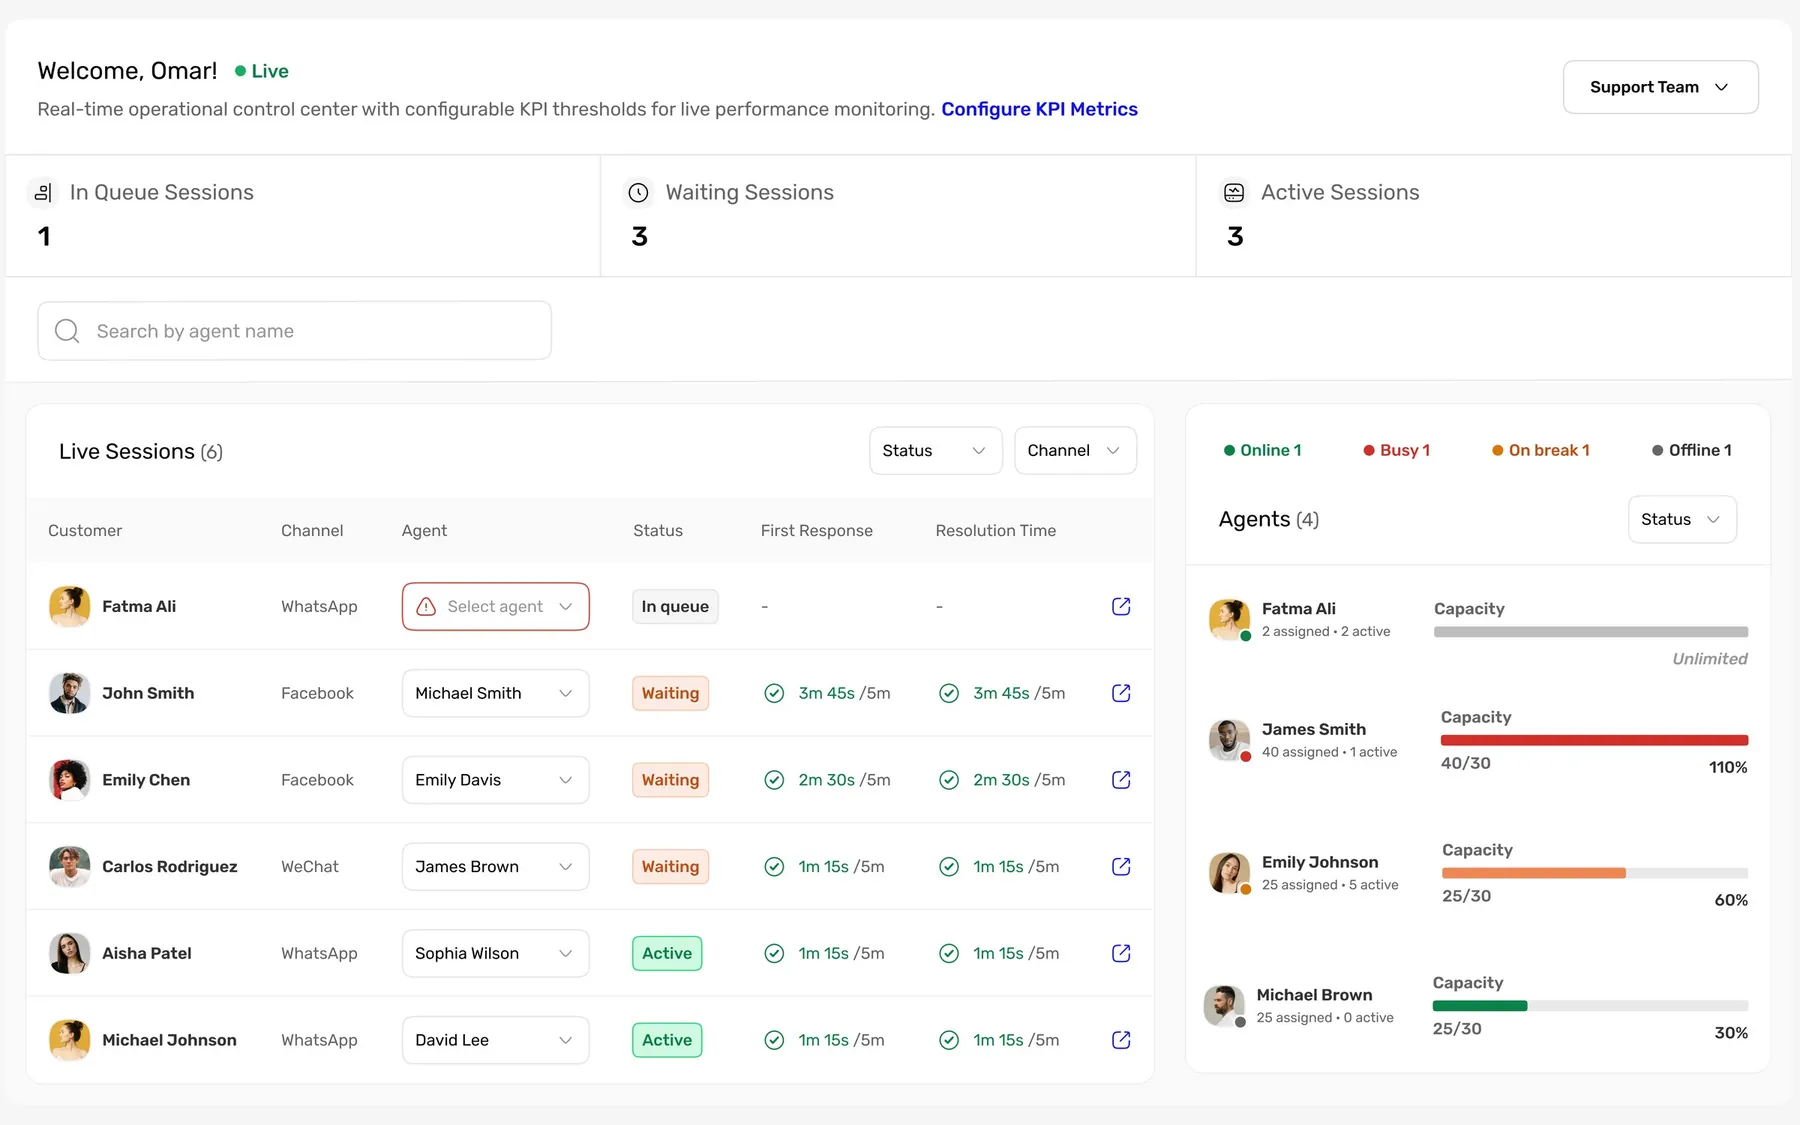 Welcome, Omar! Live
Real-time operational control center with configurable KPI thresholds for live performance monitoring. Configure KPI Metrics
Support Team
In Queue Sessions
1
Waiting Sessions
3
Active Sessions
3
Search by agent name
Live Sessions (6)
Status
Channel
Customer Channel Agent Status First Response Resolution Time
Fatma Ali WhatsApp Select agent In queue - -
John Smith Facebook Michael Smith Waiting 3m 45s /5m 3m 45s /5m
Emily Chen Facebook Emily Davis Waiting 2m 30s /5m 2m 30s /5m
Carlos Rodriguez WeChat James Brown Waiting 1m 15s /5m 1m 15s /5m
Aisha Patel WhatsApp Sophia Wilson Active 1m 15s /5m 1m 15s /5m
Michael Johnson WhatsApp David Lee Active 1m 15s /5m 1m 15s /5m
Online 1 Busy 1 On break 1 Offline 1
Agents (4)
Status
Fatma Ali
2 assigned • 2 active
Capacity
Unlimited
James Smith
40 assigned • 1 active
Capacity
40/30
110%
Emily Johnson
25 assigned • 5 active
Capacity
25/30
60%
Michael Brown
25 assigned • 0 active
Capacity
25/30
30%